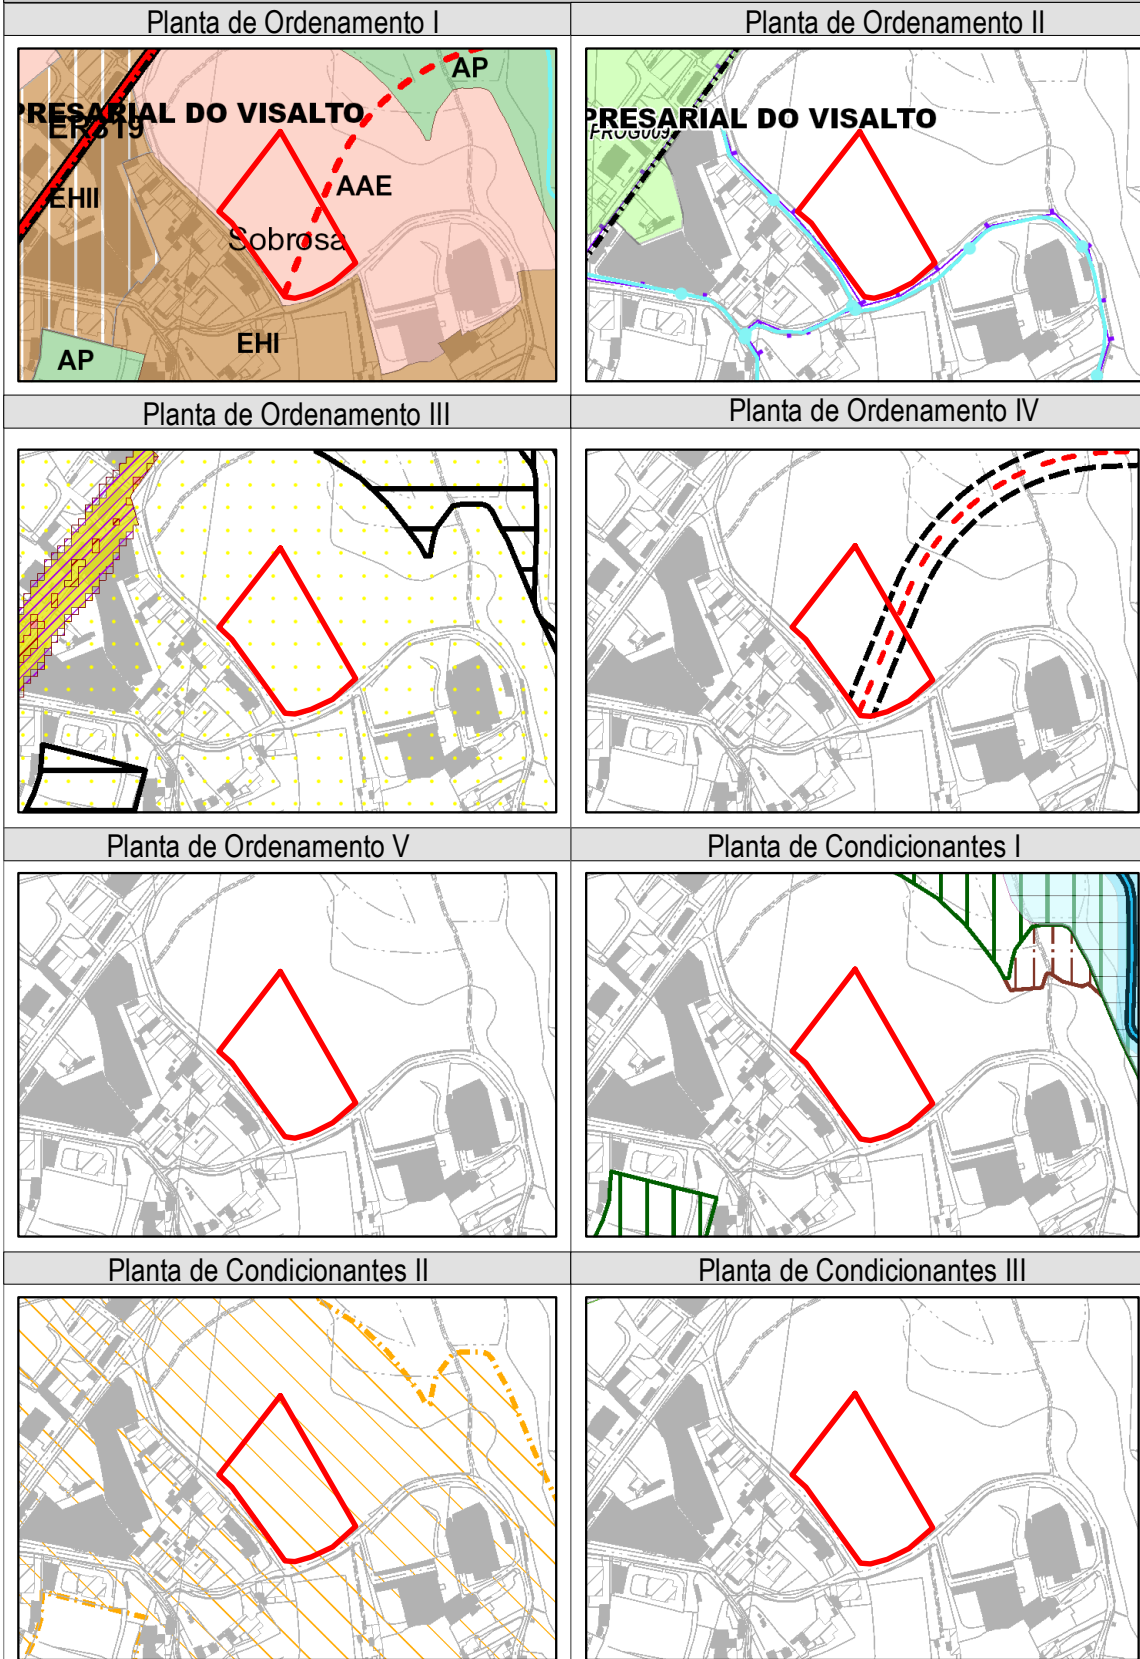 Planta de Ordenamento I
Planta de Ordenamento II
AP
PRESARIAL DO VISALTO
ER319
EHII
AAE
Sobrosa
EHI
AP
PRESARIAL DO VISALTO
Planta de Ordenamento III
Planta de Ordenamento IV
Planta de Ordenamento V
Planta de Condicionantes I
Planta de Condicionantes II
Planta de Condicionantes III